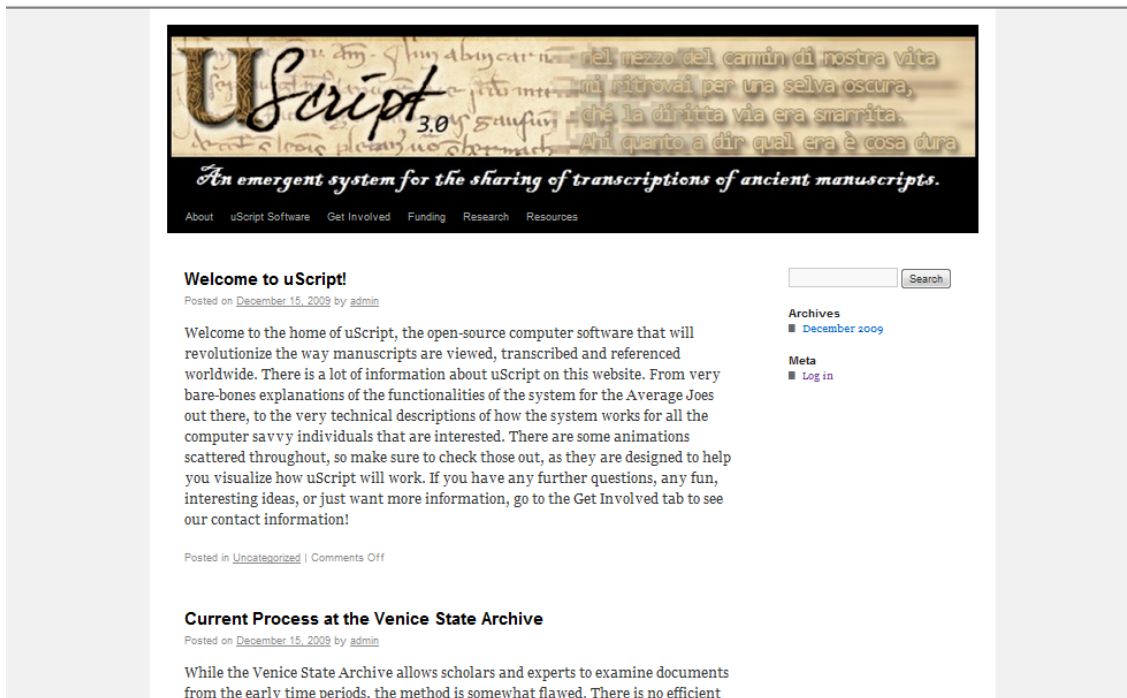 UScript 3.0
nel mezzo del cammin di nostra vita
mi ritrovai per una selva oscura,
ché la diritta via era smarrita.
Ahi quanto a dir qual era è cosa dura
An emergent system for the sharing of transcriptions of ancient manuscripts.
About uScript Software Get Involved Funding Research Resources
Welcome to uScript!
Posted on December 15, 2009 by admin
Welcome to the home of uScript, the open-source computer software that will
revolutionize the way manuscripts are viewed, transcribed and referenced
worldwide. There is a lot of information about uScript on this website. From very
bare-bones explanations of the functionalities of the system for the Average Joes
out there, to the very technical descriptions of how the system works for all the
computer savvy individuals that are interested. There are some animations
scattered throughout, so make sure to check those out, as they are designed to help
you visualize how uScript will work. If you have any further questions, any fun,
interesting ideas, or just want more information, go to the Get Involved tab to see
our contact information!
Posted in Uncategorized | Comments Off
Current Process at the Venice State Archive
Posted on December 15, 2009 by admin
While the Venice State Archive allows scholars and experts to examine documents
from the early time periods, the method is somewhat flawed. There is no efficient
Search
Archives
December 2009
Meta
Log in